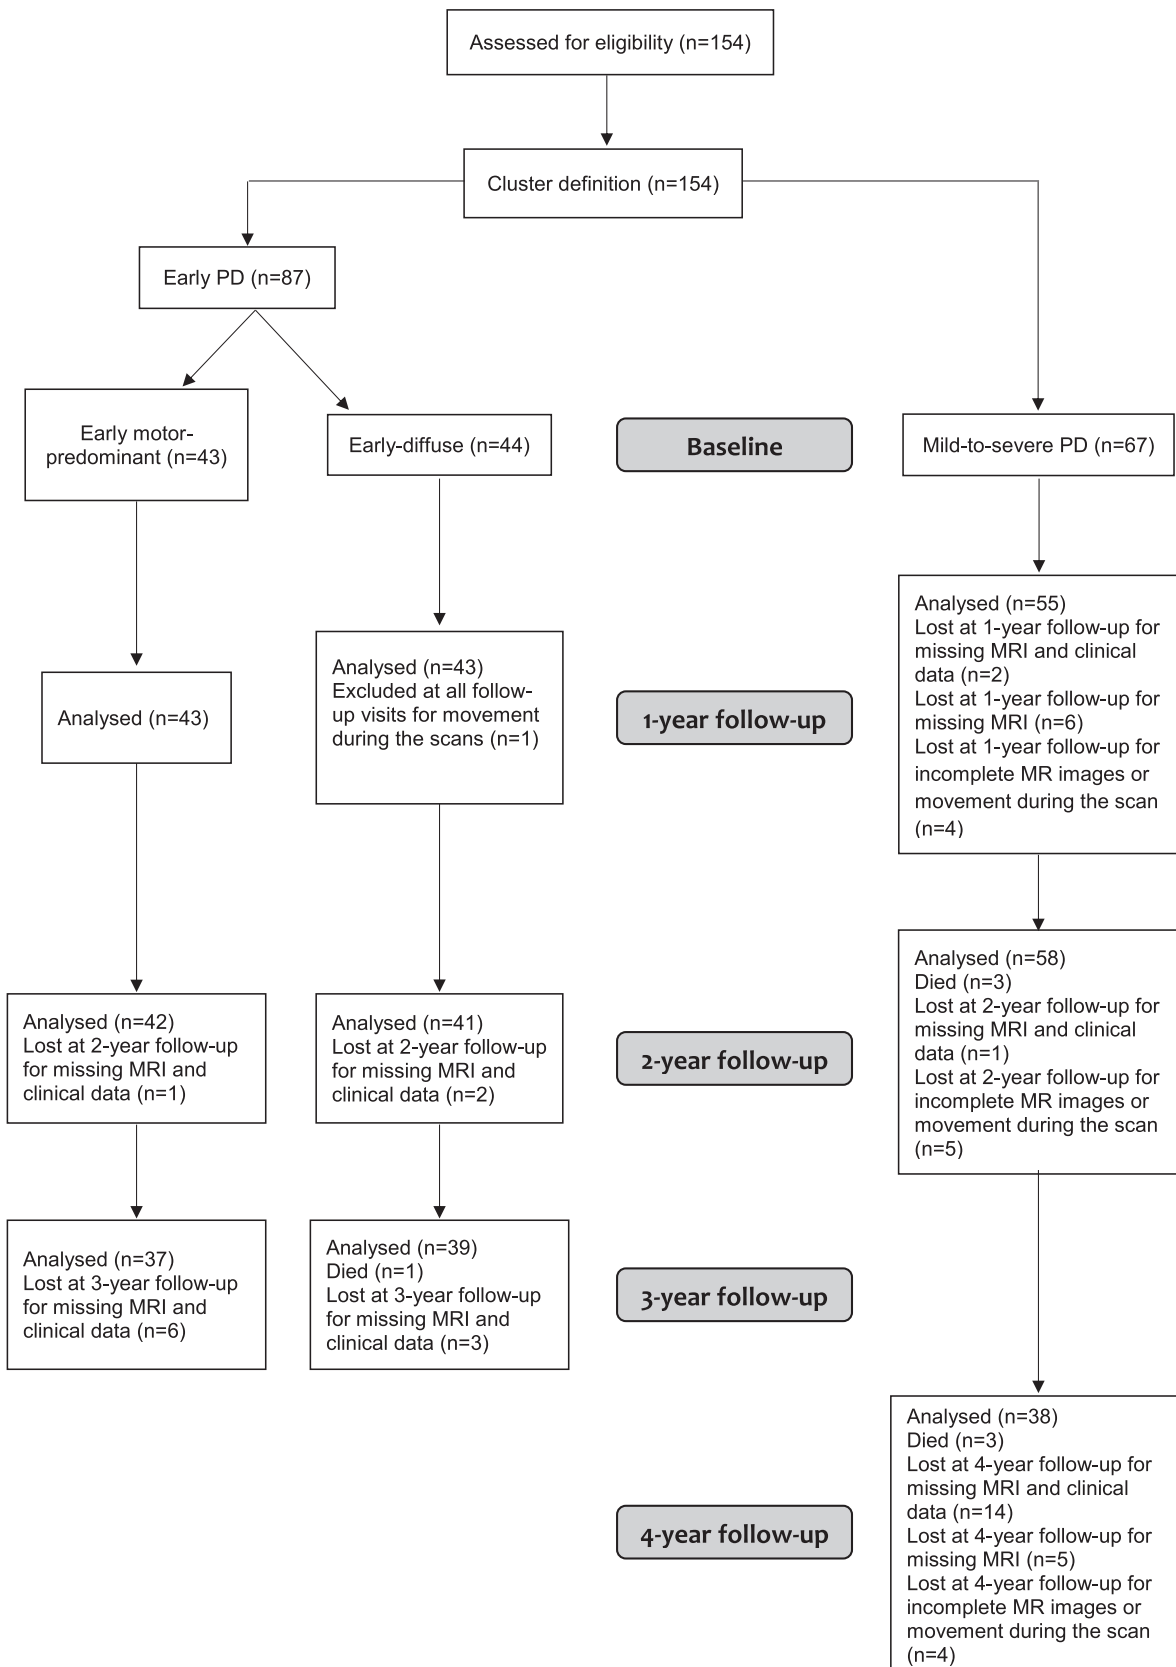 Assessed for eligibility (n=154)
Cluster definition (n=154)
Early PD (n=87)
Early motor-
predominant (n=43)
Early-diffuse (n=44)
Baseline
Mild-to-severe PD (n=67)
Analysed (n=43)
Analysed (n=43)
Excluded at all follow-
up visits for movement
during the scans (n=1)
1-year follow-up
Analysed (n=55)
Lost at 1-year follow-up for
missing MRI and clinical
data (n=2)
Lost at 1-year follow-up for
missing MRI (n=6)
Lost at 1-year follow-up for
incomplete MR images or
movement during the scan
(n=4)
Analysed (n=42)
Lost at 2-year follow-up
for missing MRI and
clinical data (n=1)
Analysed (n=41)
Lost at 2-year follow-up
for missing MRI and
clinical data (n=2)
2-year follow-up
Analysed (n=58)
Died (n=3)
Lost at 2-year follow-up for
missing MRI and clinical
data (n=1)
Lost at 2-year follow-up for
incomplete MR images or
movement during the scan
(n=5)
Analysed (n=37)
Lost at 3-year follow-up
for missing MRI and
clinical data (n=6)
Analysed (n=39)
Died (n=1)
Lost at 3-year follow-up
for missing MRI and
clinical data (n=3)
3-year follow-up
4-year follow-up
Analysed (n=38)
Died (n=3)
Lost at 4-year follow-up for
missing MRI and clinical
data (n=14)
Lost at 4-year follow-up for
missing MRI (n=5)
Lost at 4-year follow-up for
incomplete MR images or
movement during the scan
(n=4)